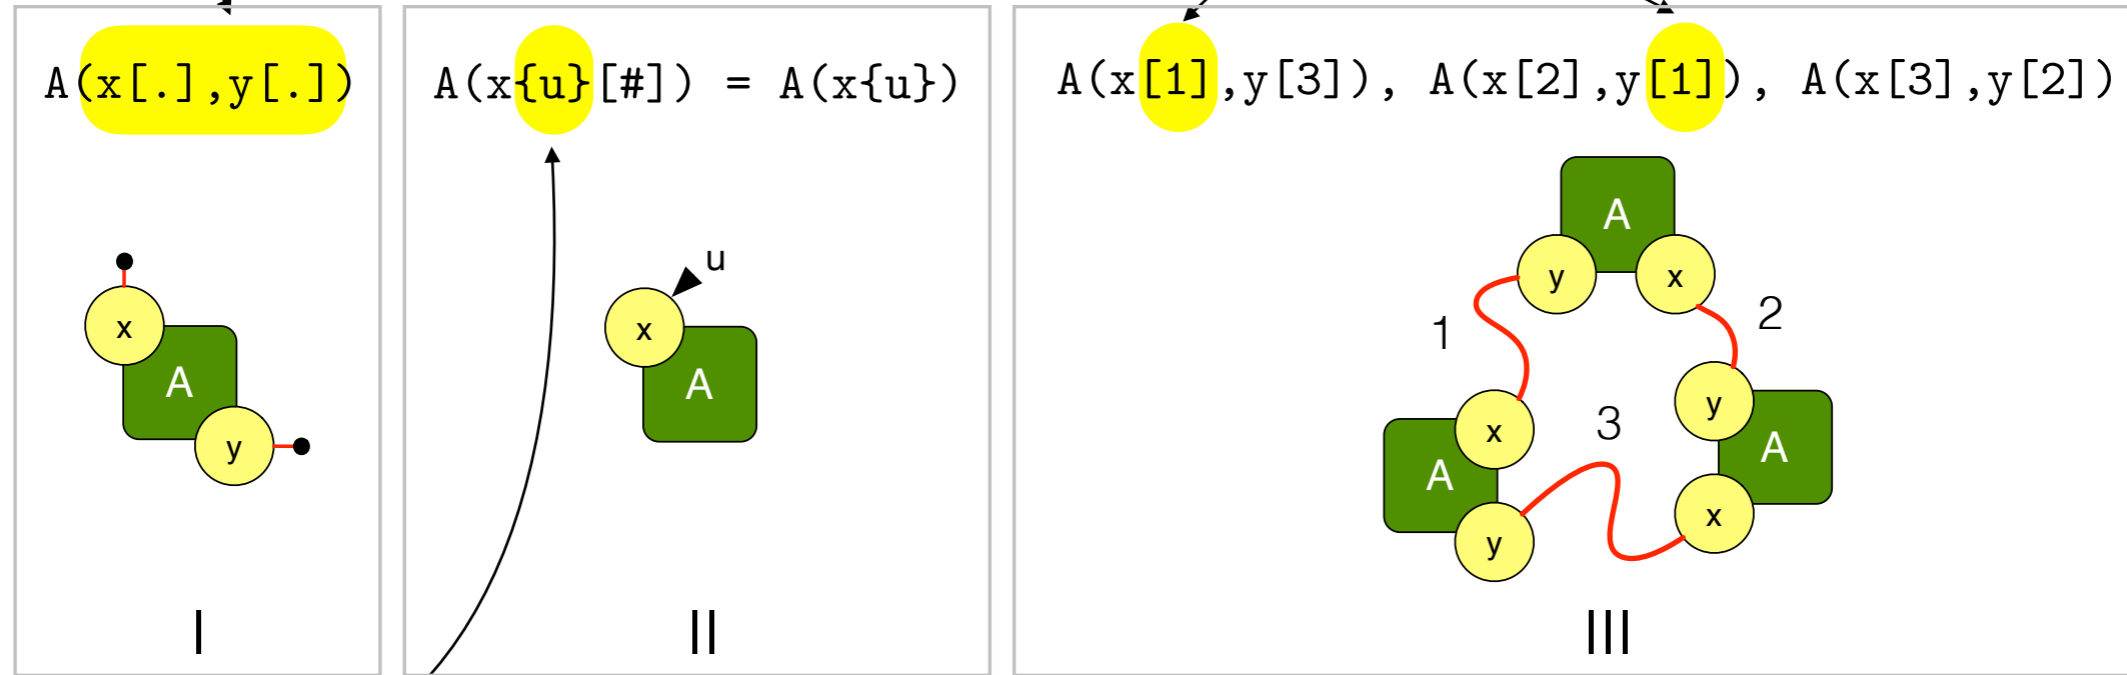 A(x[.],y[.])
x
A
y
I
A(x{u}[#]) = A(x{u})
u
x
A
II
A(x[1],y[3]), A(x[2],y[1]), A(x[3],y[2])
A
y x
1 2
y
x 3
A A
x
y
III